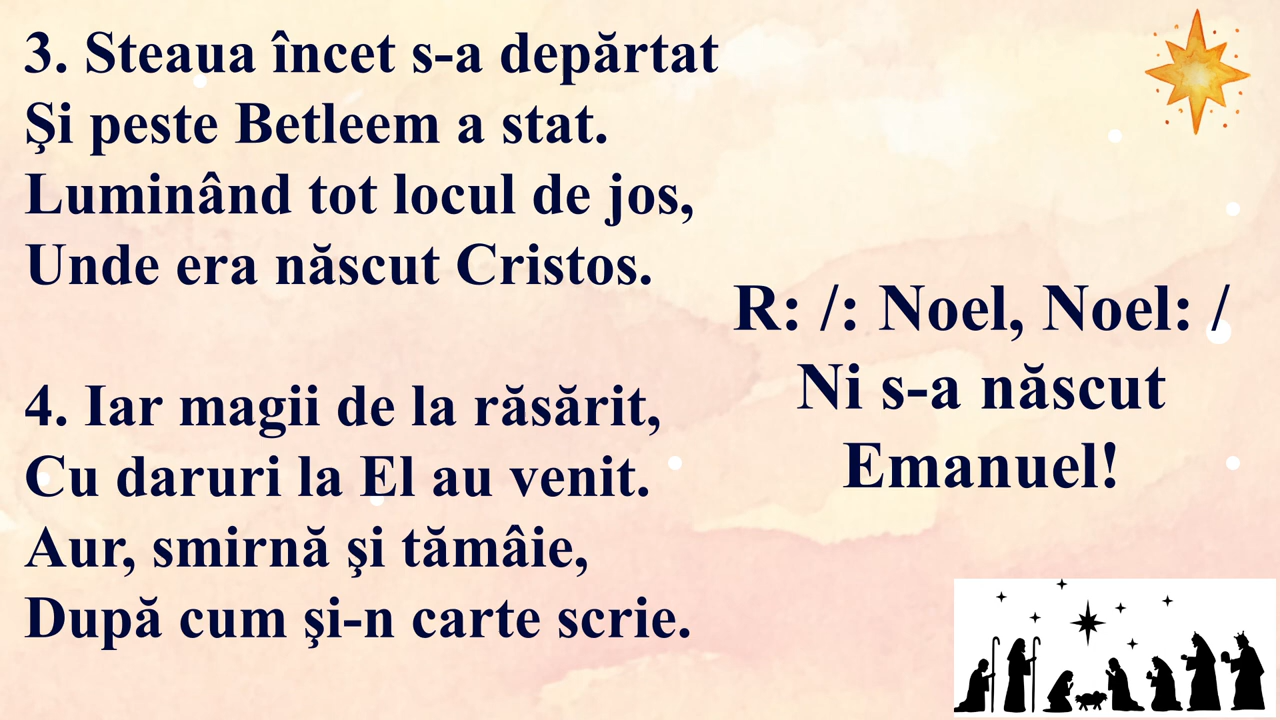 3. Steaua încet s-a depărtat
Şi peste Betleem a stat.
Luminând tot locul de jos,
Unde era născut Cristos.
4. Iar magii de la răsărit,
Cu daruri la El au venit.
Aur, smirnă şi tămâie,
După cum şi-n carte scrie.
R: /: Noel, Noel: /
Ni s-a născut
Emanuel!